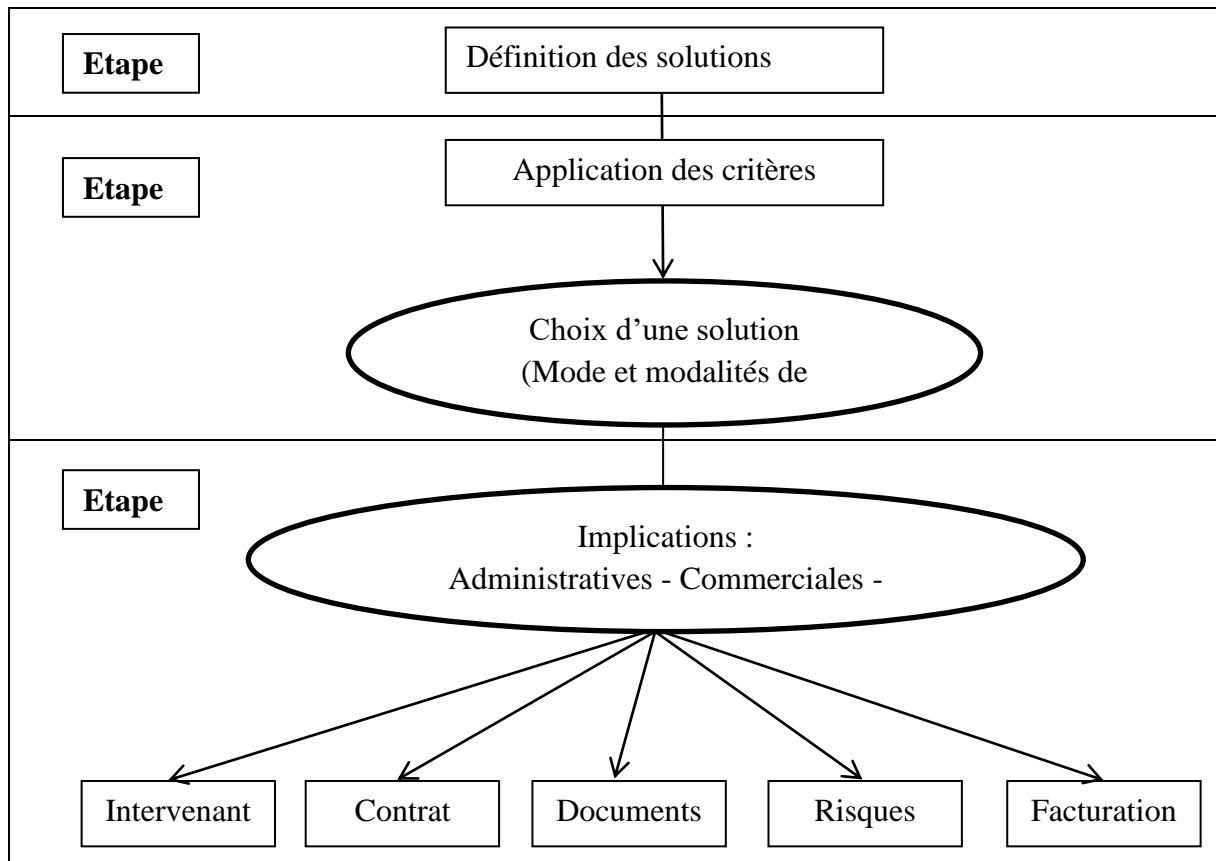 Etape
Définition des solutions
Etape
Application des critères
Choix d’une solution
(Mode et modalités de
Etape
Implications :
Administratives - Commerciales -
Intervenant
Contrat
Documents
Risques
Facturation